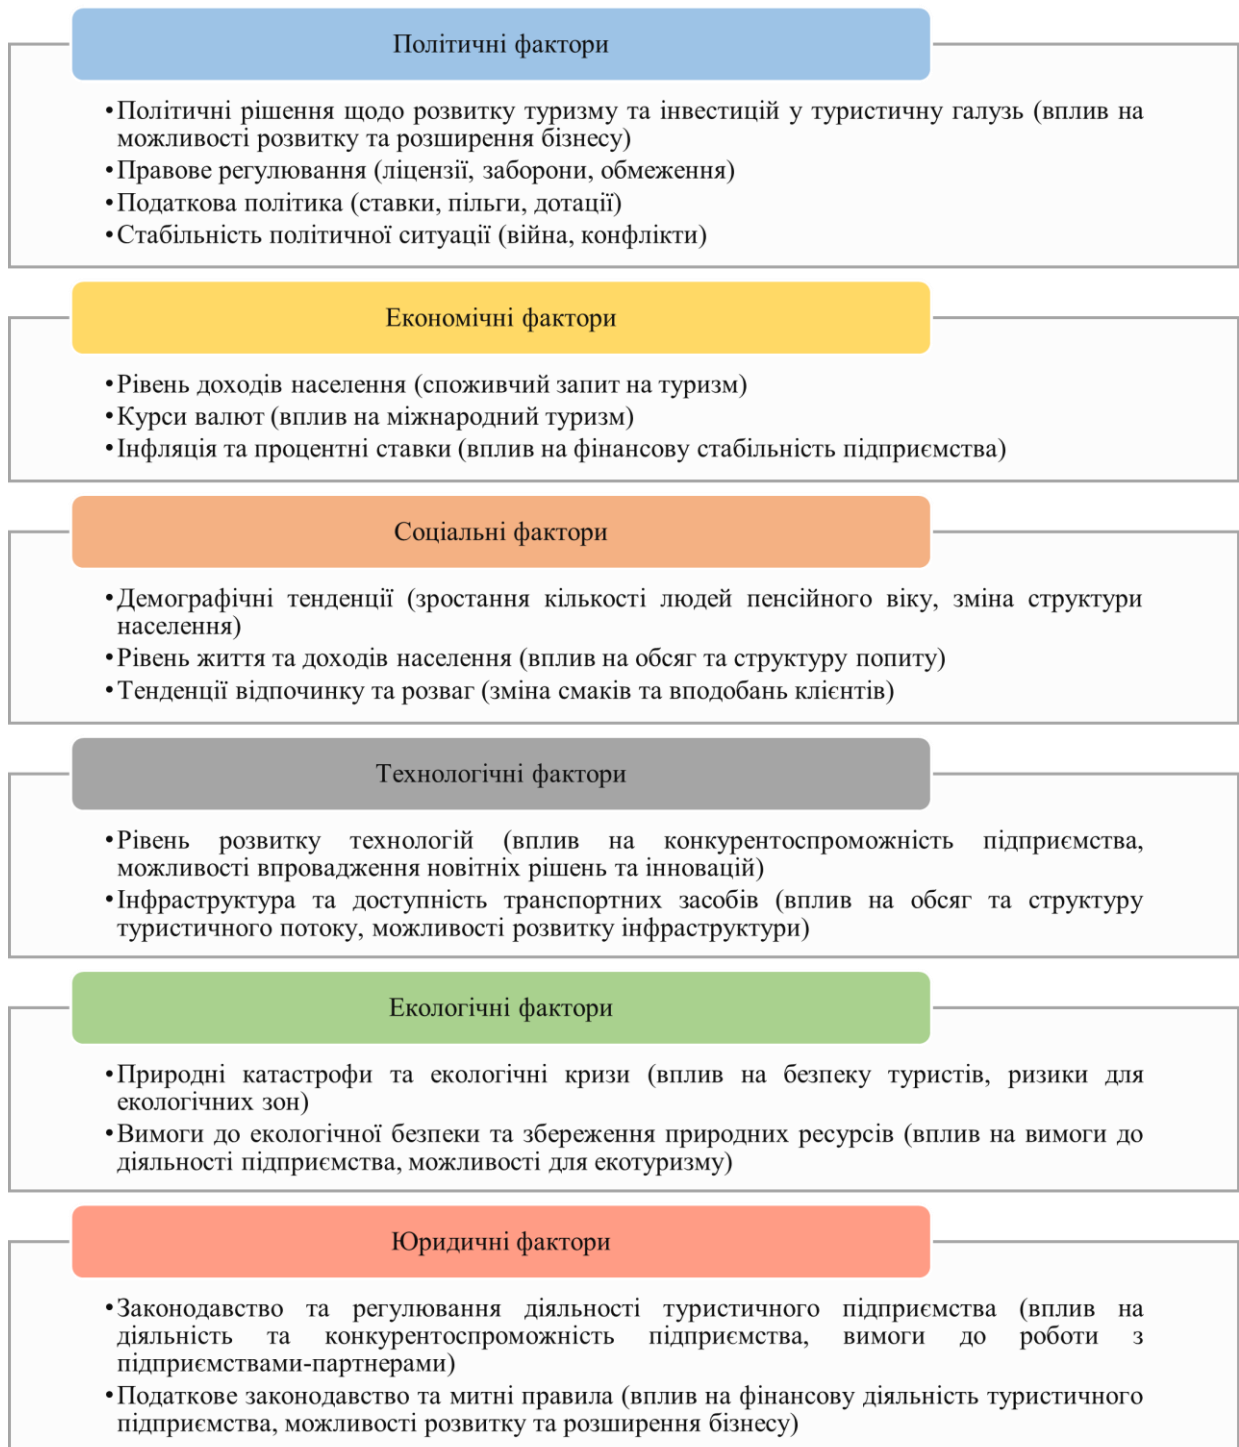 Політичні фактори
•Політичні рішення щодо розвитку туризму та інвестицій у туристичну галузь (вплив на
можливості розвитку та розширення бізнесу)
•Правове регулювання (ліцензії, заборони, обмеження)
•Податкова політика (ставки, пільги, дотації)
•Стабільність політичної ситуації (війна, конфлікти)
Економічні фактори
•Рівень доходів населення (споживчий запит на туризм)
•Курси валют (вплив на міжнародний туризм)
•Інфляція та процентні ставки (вплив на фінансову стабільність підприємства)
Соціальні фактори
•Демографічні тенденції (зростання кількості людей пенсійного віку, зміна структури
населення)
•Рівень життя та доходів населення (вплив на обсяг та структуру попиту)
•Тенденції відпочинку та розваг (зміна смаків та вподобань клієнтів)
Технологічні фактори
•Рівень розвитку технологій (вплив на конкурентоспроможність підприємства,
можливості впровадження новітніх рішень та інновацій)
•Інфраструктура та доступність транспортних засобів (вплив на обсяг та структуру
туристичного потоку, можливості розвитку інфраструктури)
Екологічні фактори
•Природні катастрофи та екологічні кризи (вплив на безпеку туристів, ризики для
екологічних зон)
•Вимоги до екологічної безпеки та збереження природних ресурсів (вплив на вимоги до
діяльності підприємства, можливості для екотуризму)
Юридичні фактори
•Законодавство та регулювання діяльності туристичного підприємства (вплив на
діяльність та конкурентоспроможність підприємства, вимоги до роботи з
підприємствами-партнерами)
•Податкове законодавство та митні правила (вплив на фінансову діяльність туристичного
підприємства, можливості розвитку та розширення бізнесу)